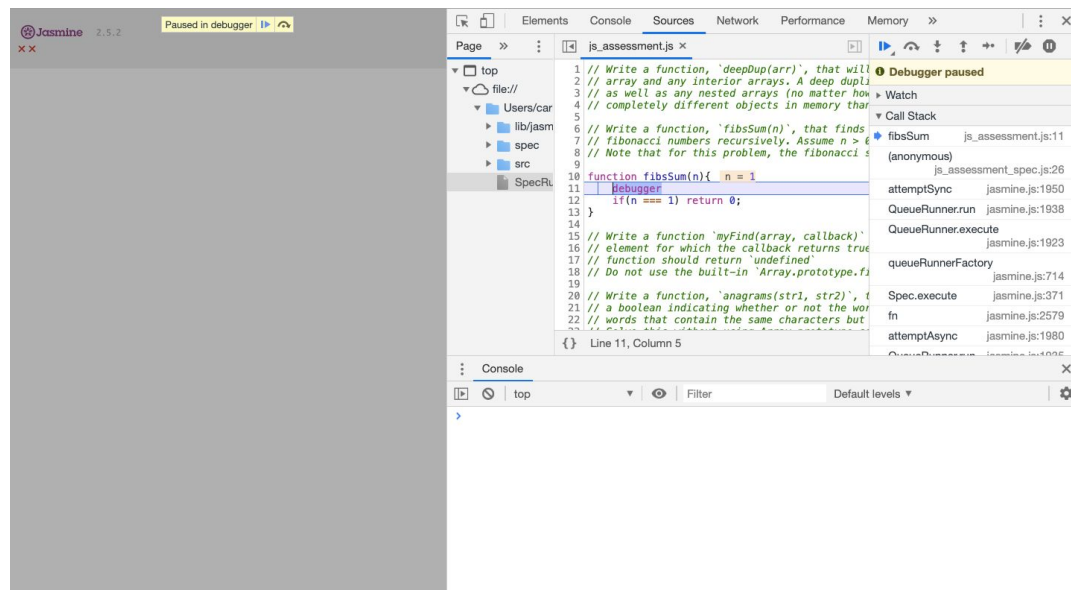 Jasmine 2.5.2
××
Paused in debugger
Elements Console Sources Network Performance Memory »
Page » js_assessment.js ×
top
file://
Users/car
lib/jasm
spec
src
SpecRu
1 // Write a function, `deepDup(arr)`, that will
2 // array and any interior arrays. A deep dupli
3 // as well as any nested arrays (no matter how
4 // completely different objects in memory than
5
6 // Write a function, `fibsSum(n)`, that finds
7 // fibonacci numbers recursively. Assume n > 0
8 // Note that for this problem, the fibonacci s
9
10 function fibsSum(n){ n = 1
11 debugger
12 if(n === 1) return 0;
13 }
14
15 // Write a function `myFind(array, callback)`
16 // element for which the callback returns true
17 // function should return `undefined`
18 // Do not use the built-in `Array.prototype.fi
19
20 // Write a function, `anagrams(str1, str2)`, t
21 // a boolean indicating whether or not the wor
22 // words that contain the same characters but
{} Line 11, Column 5
Debugger paused
Watch
Call Stack
fibsSum js_assessment.js:11
(anonymous)
js_assessment_spec.js:26
attemptSync jasmine.js:1950
QueueRunner.run jasmine.js:1938
QueueRunner.execute
jasmine.js:1923
queueRunnerFactory
jasmine.js:714
Spec.execute jasmine.js:371
fn jasmine.js:2579
attemptAsync jasmine.js:1980
Console
top Filter Default levels ▼